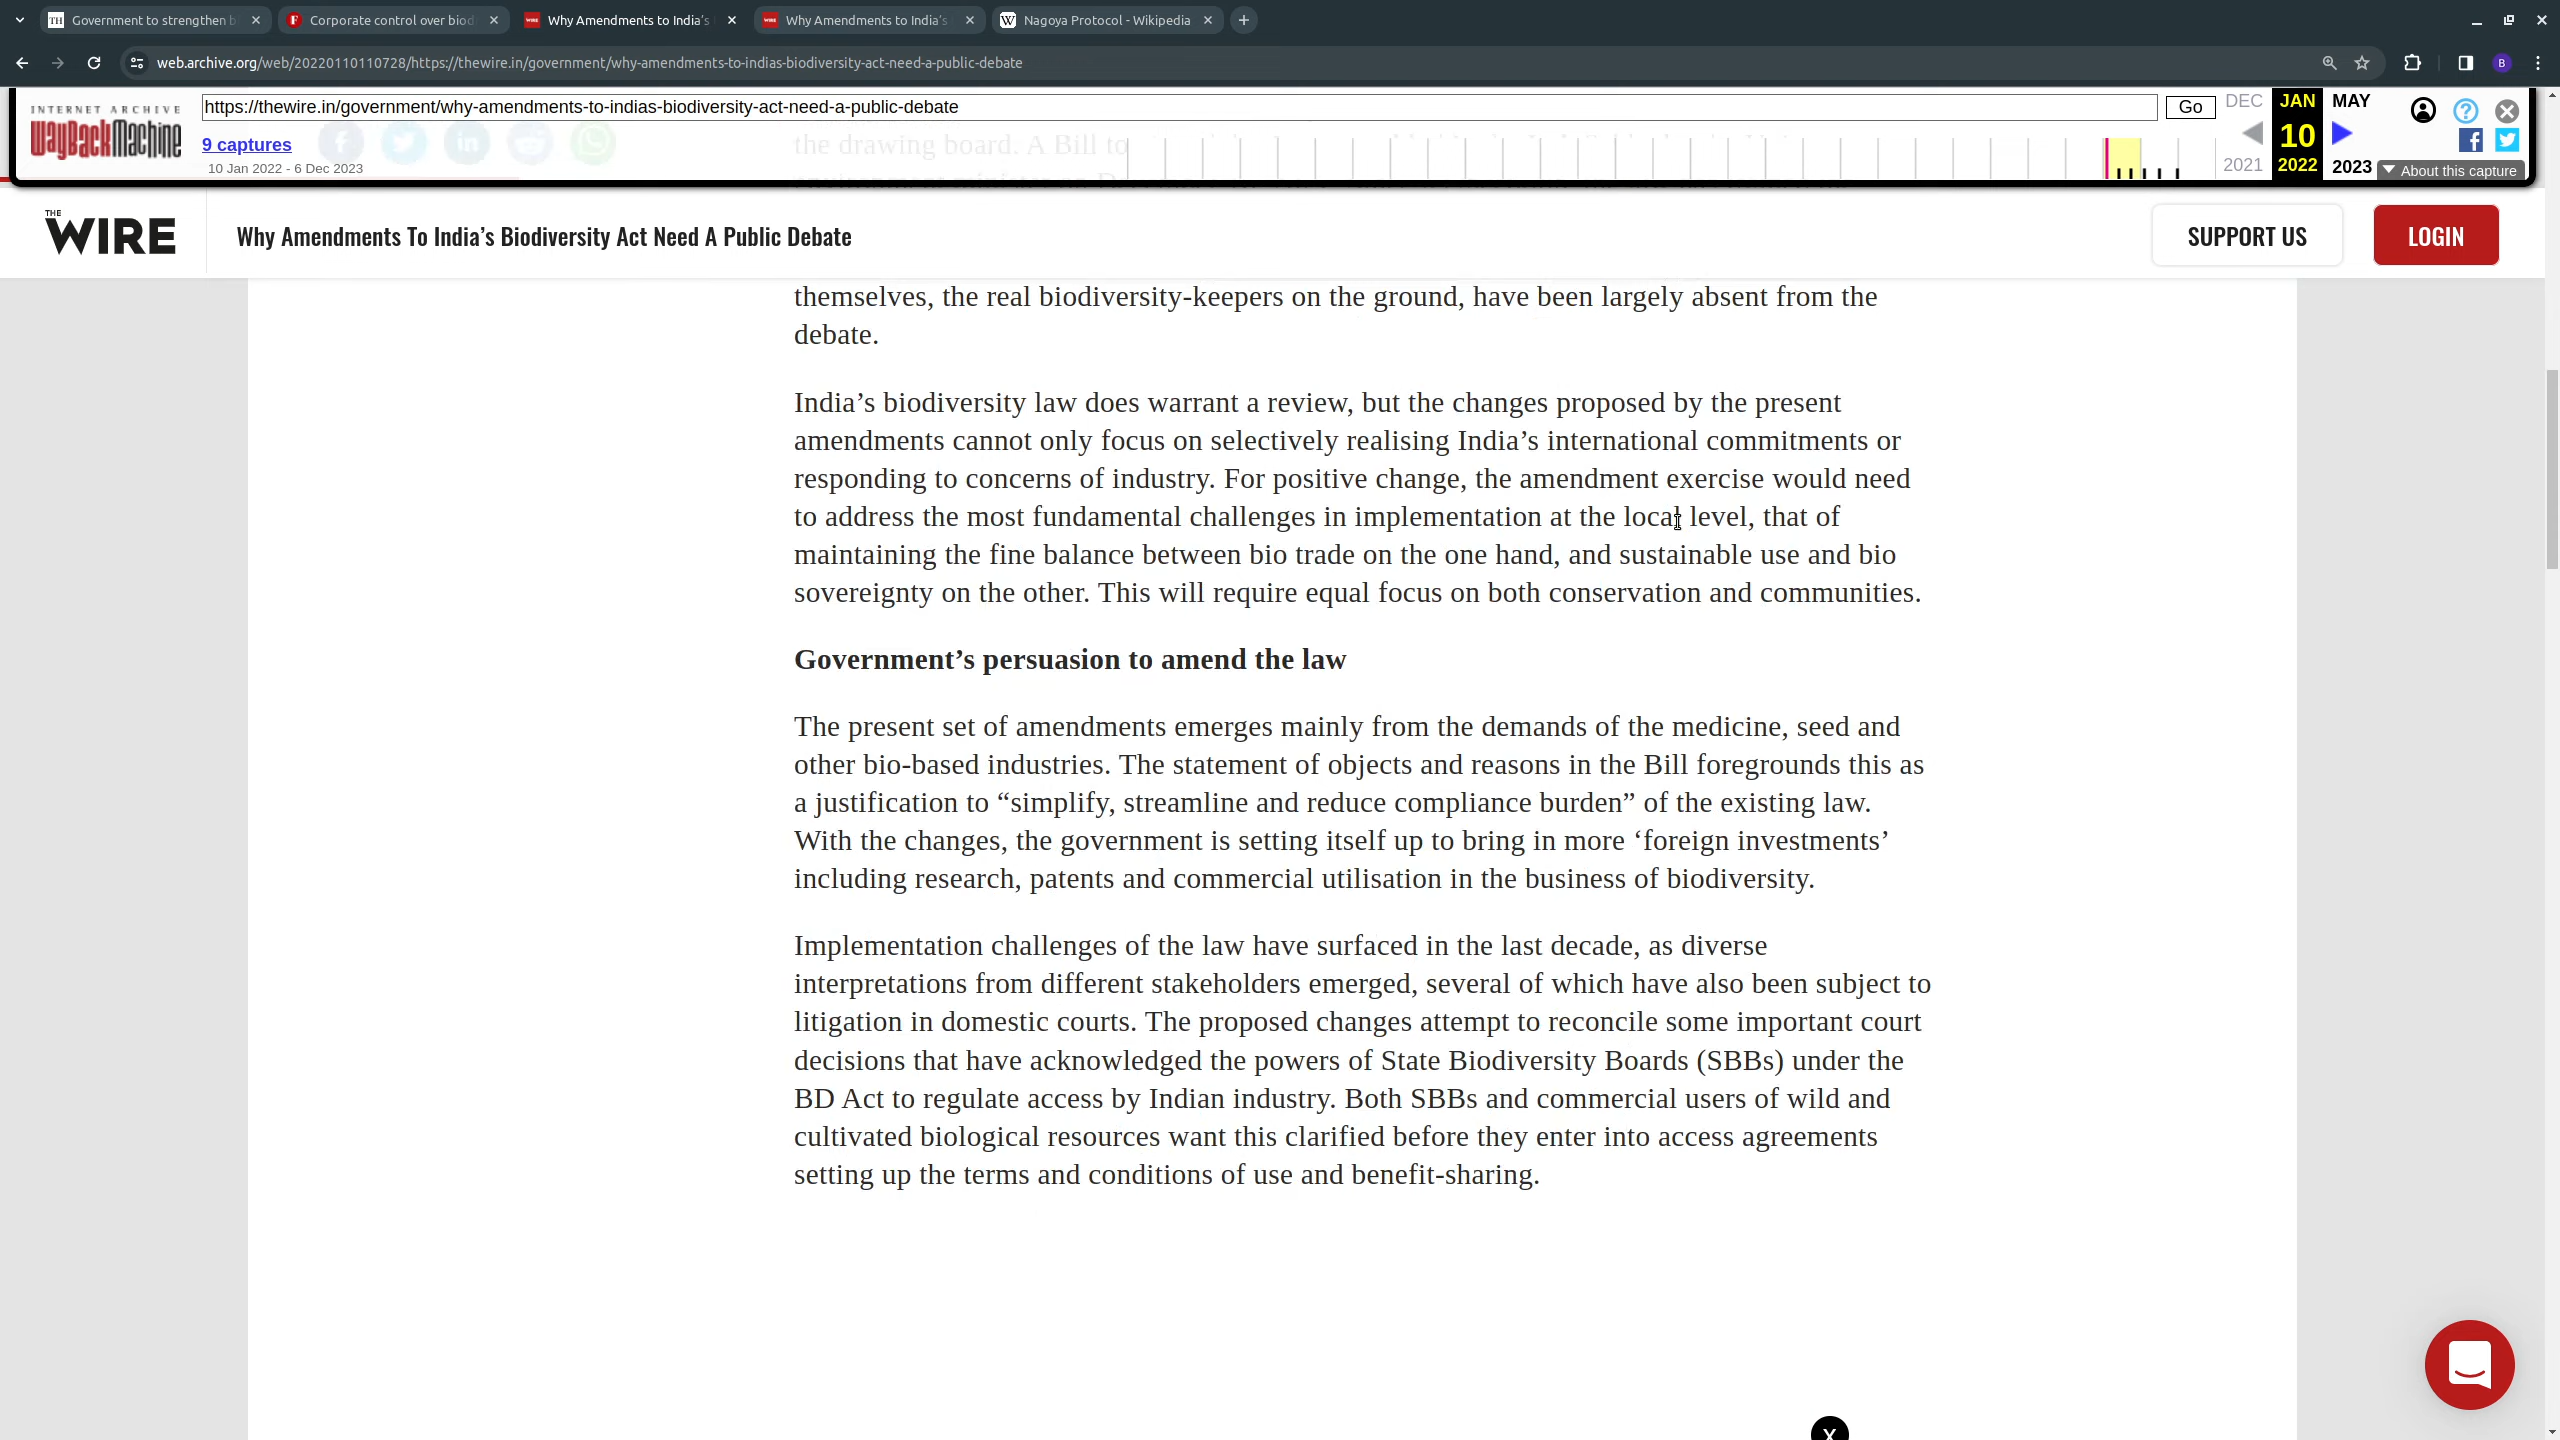 Government to strengthen b
Corporate control over biod
Why Amendments to India's
Why Amendments to India's
Nagoya Protocol - Wikipedia
web.archive.org/web/20220110110728/https://thewire.in/government/why-amendments-to-indias-biodiversity-act-need-a-public-debate
B
INTERNET ARCHIVE
WayBackMachine
https://thewire.in/government/why-amendments-to-indias-biodiversity-act-need-a-public-debate
Go
DEC JAN MAY
9 captures
10
10 Jan 2022 - 6 Dec 2023
2021 2022 2023
About this capture
the drawing board. A Bill to
THE WIRE
Why Amendments To India's Biodiversity Act Need A Public Debate
SUPPORT US
LOGIN
themselves, the real biodiversity-keepers on the ground, have been largely absent from the
debate.
India's biodiversity law does warrant a review, but the changes proposed by the present
amendments cannot only focus on selectively realising India's international commitments or
responding to concerns of industry. For positive change, the amendment exercise would need
to address the most fundamental challenges in implementation at the local level, that of
maintaining the fine balance between bio trade on the one hand, and sustainable use and bio
sovereignty on the other. This will require equal focus on both conservation and communities.
Government's persuasion to amend the law
The present set of amendments emerges mainly from the demands of the medicine, seed and
other bio-based industries. The statement of objects and reasons in the Bill foregrounds this as
a justification to “simplify, streamline and reduce compliance burden” of the existing law.
With the changes, the government is setting itself up to bring in more ‘foreign investments’
including research, patents and commercial utilisation in the business of biodiversity.
Implementation challenges of the law have surfaced in the last decade, as diverse
interpretations from different stakeholders emerged, several of which have also been subject to
litigation in domestic courts. The proposed changes attempt to reconcile some important court
decisions that have acknowledged the powers of State Biodiversity Boards (SBBs) under the
BD Act to regulate access by Indian industry. Both SBBs and commercial users of wild and
cultivated biological resources want this clarified before they enter into access agreements
setting up the terms and conditions of use and benefit-sharing.
X